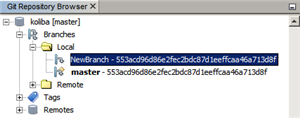 Git Repository Browser
koliba [master]
Branches
Local
NewBranch - 553acd96d86e2fec2bdc87d1eeffcaa46a713d8f
master - 553acd96d86e2fec2bdc87d1eeffcaa46a713d8f
Remote
Tags
Remotes